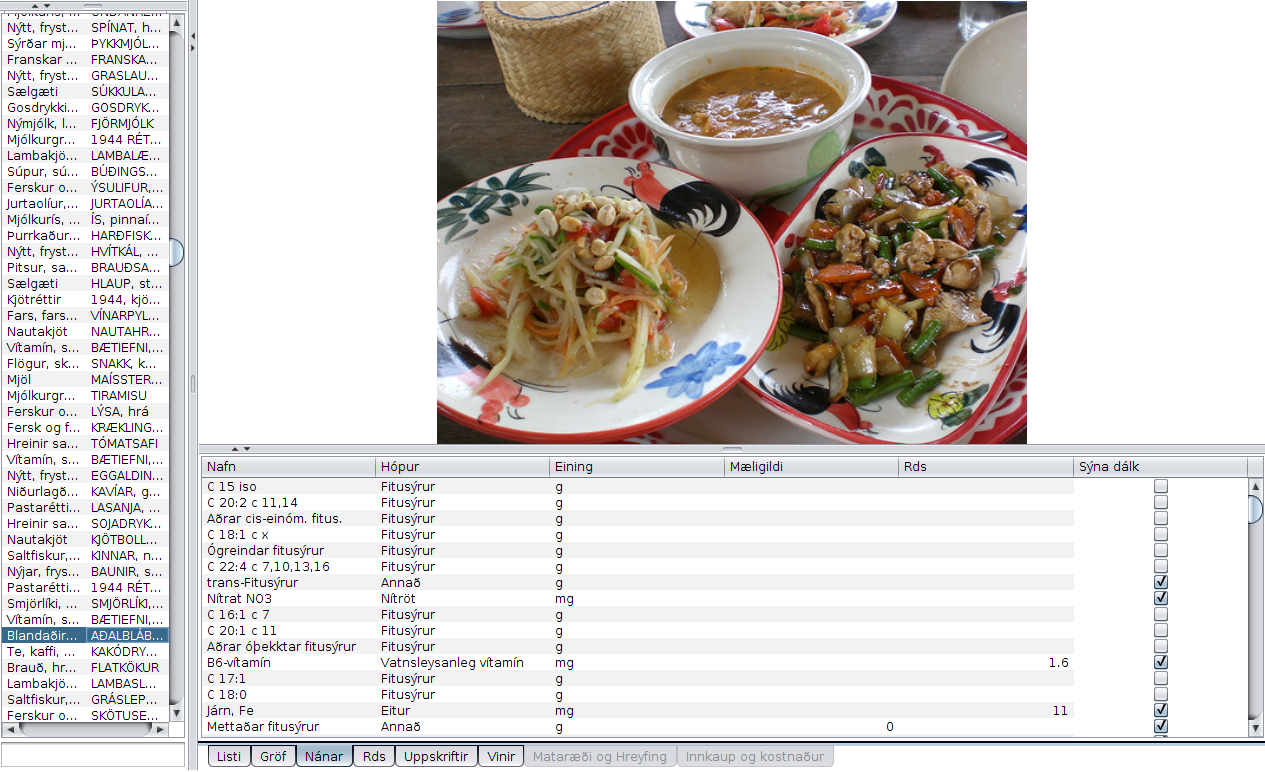 Nýtt, fryst... SPÍNAT, h...
Sýrðar mj... ÞYKKMJÓL...
Franskar ... FRANSKA...
Nýtt, fryst... GRASLAU...
Sælgæti SÚKKULA...
Gosdrykki... GOSDRYK...
Nýmjólk, l... FJÖRMJÓLK
Mjólkurgr... 1944 RÉT...
Lambakjö... LAMBALÆ...
Súpur, sú... BÚÐINGS...
Ferskur o... ÝSULIFUR,...
Jurtaolíur,... JURTAOLÍA...
Mjólkurís, ... ÍS, pinnaí...
Þurrkaður... HARÐFISK...
Nýtt, fryst... HVÍTKÁL, ...
Pitsur, sa... BRAUÐSA...
Sælgæti HLAUP, st...
Kjötréttir 1944, kjö...
Fars, fars... VÍNARPYL...
Nautakjöt NAUTAHR...
Vítamín, s... BÆTIEFNI,...
Flögur, sk... SNAKK, k...
Mjöl MAÍSSTER...
Mjólkurgr... TIRAMISU
Ferskur o... LÝSA, hrá
Fersk og f... KRÆKLING...
Hreinir sa... TÓMATSAFI
Vítamín, s... BÆTIEFNI,...
Nýtt, fryst... EGGALDIN...
Niðurlagð... KAVÍAR, g...
Pastarétti... LASANJA, ...
Hreinir sa... SOJADRYK...
Nautakjöt KJÖTBOLL...
Saltfiskur,... KINNAR, n...
Nýjar, frys... BAUNIR, s...
Pastarétti... 1944 RÉT...
Smjörlíki, ... SMJÖRLÍKI,...
Vítamín, s... BÆTIEFNI,...
Blandaðir... AÐALBLÁB...
Te, kaffi, ... KAKÓDRY...
Brauð, hr... FLATKÖKUR
Lambakjö... LAMBASL...
Saltfiskur,... GRÁSLEP...
Ferskur o... SKÖTUSE...
Nafn Hópur Eining Mæligildi Rds Sýna dálk
C 15 iso Fitusýrur g
C 20:2 c 11,14 Fitusýrur g
Aðrar cis-einóm. fitus. Fitusýrur g
C 18:1 c x Fitusýrur g
Ógreindar fitusýrur Fitusýrur g
C 22:4 c 7,10,13,16 Fitusýrur g
trans-Fitusýrur Annað g
Nítrat NO3 Nítröt mg
C 16:1 c 7 Fitusýrur g
C 20:1 c 11 Fitusýrur g
Aðrar óþekktar fitusýrur Fitusýrur g
B6-vítamín Vatnsleysanleg vítamín mg 1.6
C 17:1 Fitusýrur g
C 18:0 Fitusýrur g
Járn, Fe Eitur mg 11
Mettaðar fitusýrur Annað g 0
Listi Gröf Nánar Rds Uppskriftir Vinir Mataræði og Hreyfing Innkaup og kostnaður